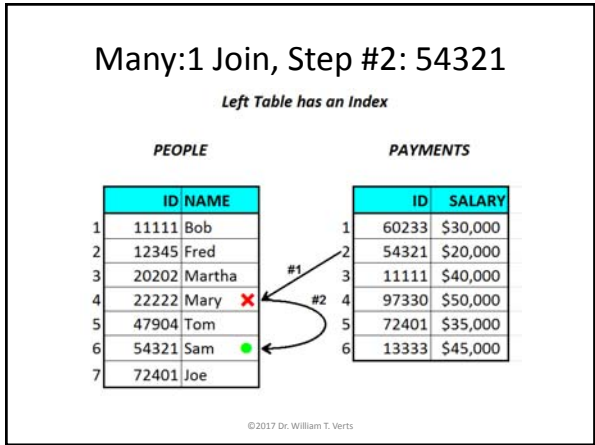 Many:1 Join, Step #2: 54321
Left Table has an Index
PEOPLE
PAYMENTS
ID NAME
1 11111 Bob
2 12345 Fred
3 20202 Martha
4 22222 Mary
5 47904 Tom
6 54321 Sam
7 72401 Joe
#1
#2
ID SALARY
1 60233 $30,000
2 54321 $20,000
3 11111 $40,000
4 97330 $50,000
5 72401 $35,000
6 13333 $45,000
©2017 Dr. William T. Verts